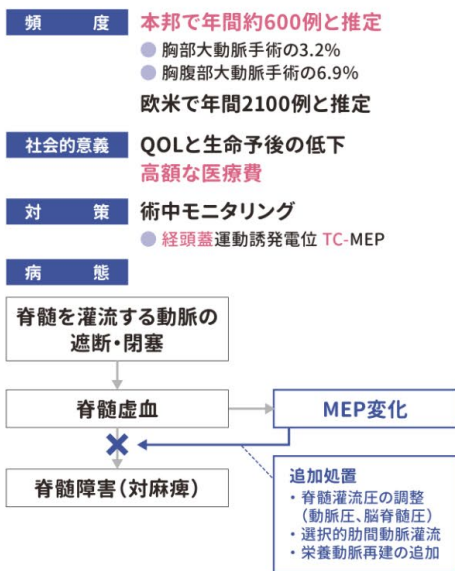 頻度 本邦で年間約600例と推定
胸部大動脈手術の3.2%
胸腹部大動脈手術の6.9%
欧米で年間2100例と推定
社会的意義 QOLと生命予後の低下
高額な医療費
対策 術中モニタリング
経頭蓋運動誘発電位 TC-MEP
病態
脊髄を灌流する動脈の
遮断・閉塞
脊髄虚血
MEP変化
脊髄障害(対麻痺)
追加処置
・脊髄灌流圧の調整
(動脈圧、脳脊髄圧)
・選択的肋間動脈灌流
・栄養動脈再建の追加